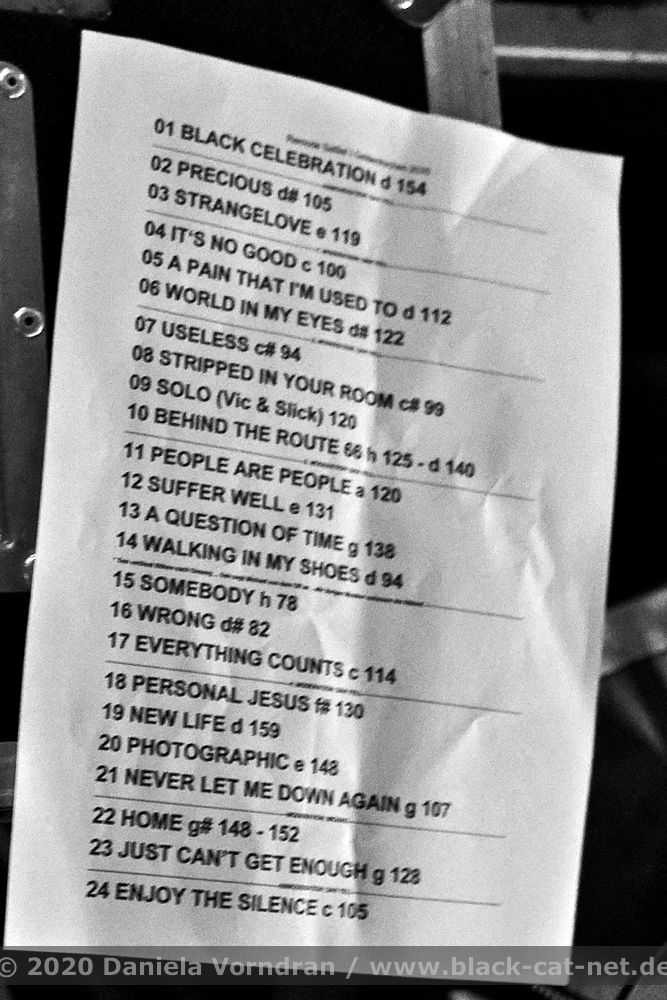 01 BLACK CELEBRATION d 154
02 PRECIOUS d# 105
03 STRANGELOVE e 119
04 IT'S NO GOOD c 100
05 A PAIN THAT I'M USED TO d 112
06 WORLD IN MY EYES d# 122
07 USELESS c# 94
08 STRIPPED IN YOUR ROOM c# 99
09 SOLO (Vic & Slick) 120
10 BEHIND THE ROUTE 66 h 125 - d 140
11 PEOPLE ARE PEOPLE a 120
12 SUFFER WELL e 131
13 A QUESTION OF TIME g 138
14 WALKING IN MY SHOES d 94
15 SOMEBODY h 78
16 WRONG d# 82
17 EVERYTHING COUNTS c 114
18 PERSONAL JESUS f# 130
19 NEW LIFE d 159
20 PHOTOGRAPHIC e 148
21 NEVER LET ME DOWN AGAIN g 107
22 HOME g# 148 - 152
23 JUST CAN'T GET ENOUGH g 128
24 ENJOY THE SILENCE c 105
© 2020 Daniela Vorndran / www.black-cat-net.de